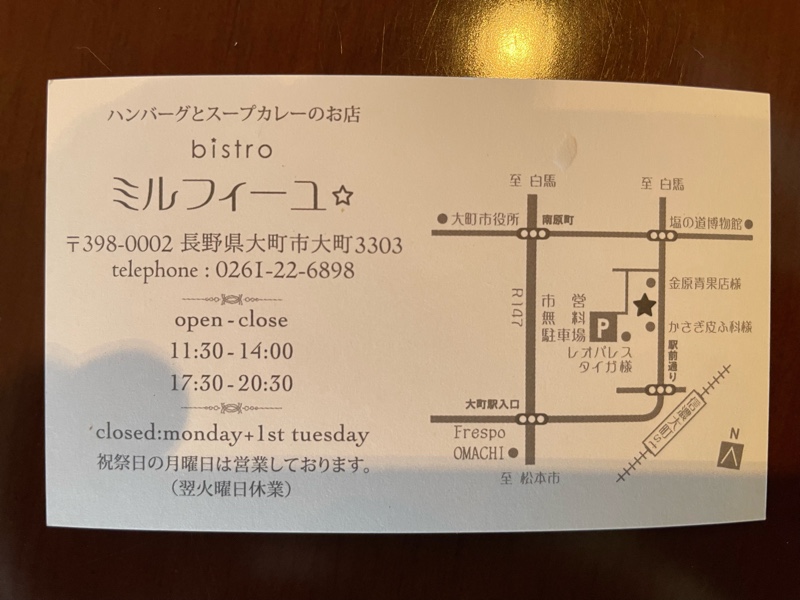 ハンバーグとスープカレーのお店
bistro
ミルフィーユ☆
〒398-0002 長野県大町市大町3303
telephone : 0261-22-6898
open - close
11:30 - 14:00
17:30 - 20:30
closed:monday+1st tuesday
祝祭日の月曜日は営業しております。
（翌火曜日休業）
至 白馬
至 白馬
●大町市役所
南原町
塩の道博物館●
金原青果店様
R147
市営
無料
駐車場
P
かさぎ皮ふ科様
レオパレス
タイガ様
駅前通り
大町駅入口
信濃大町St
Frespo
OMACHI●
至 松本市
N